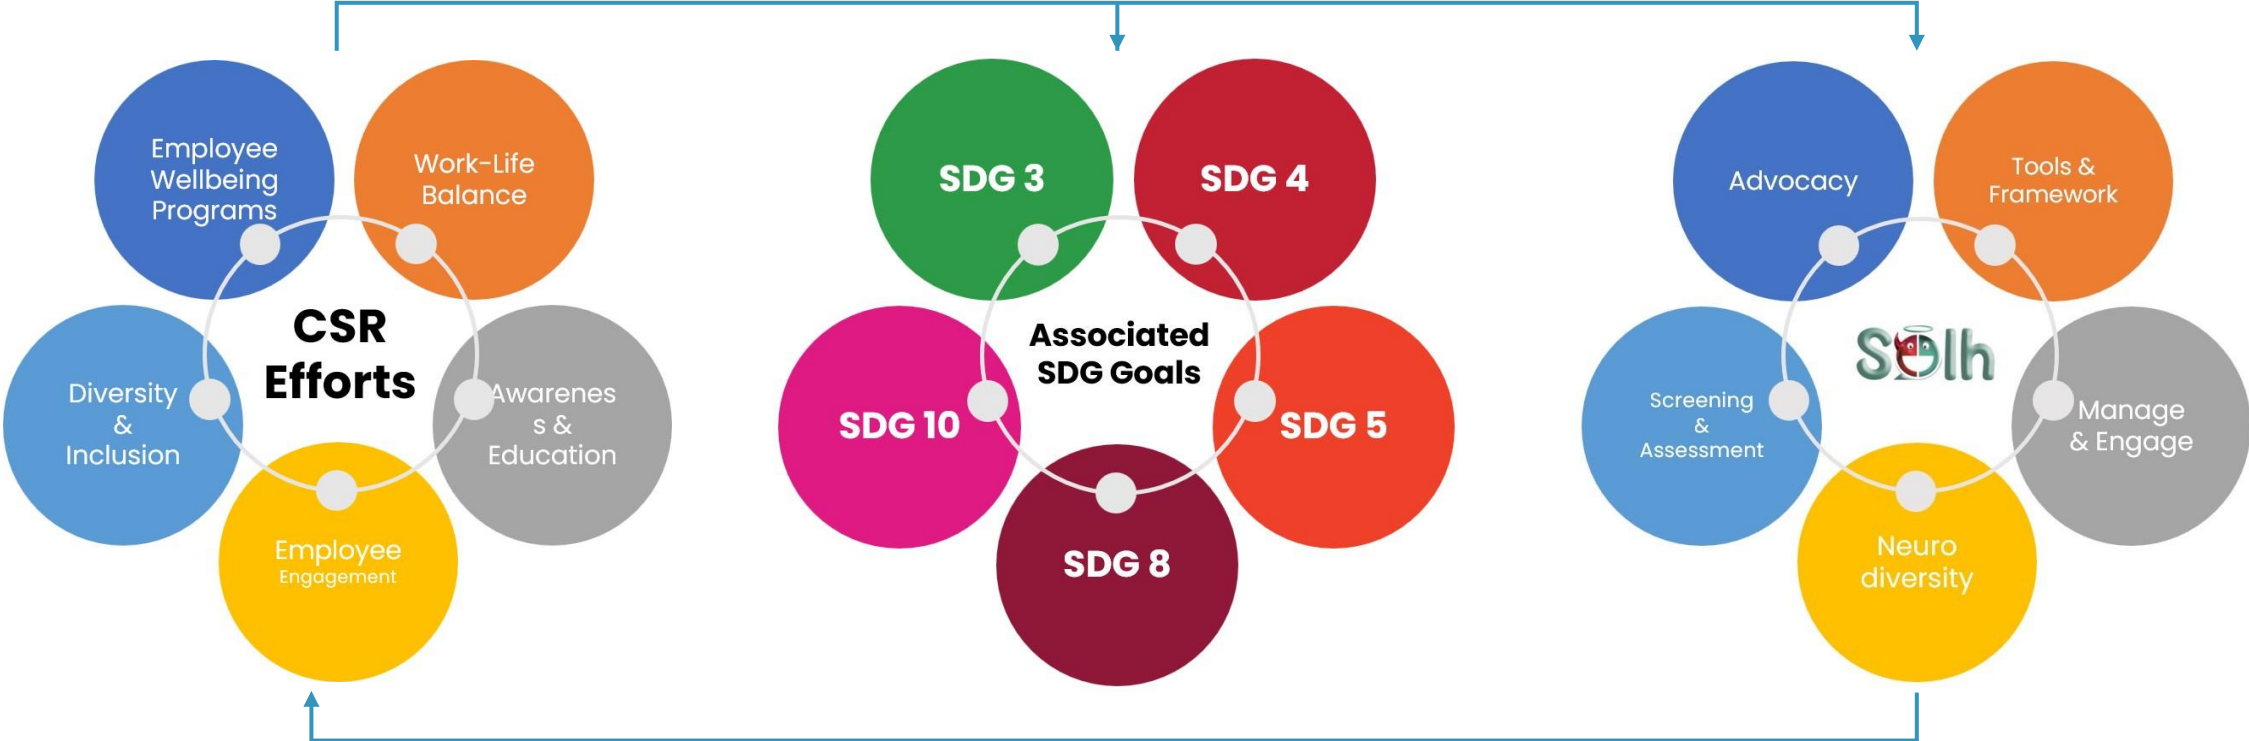 Employee
Wellbeing
Programs
Work-Life
Balance
CSR
Efforts
Diversity
&
Inclusion
Awarenes
s &
Education
Employee
Engagement
SDG 3
SDG 4
Associated
SDG Goals
SDG 10
SDG 5
SDG 8
Advocacy
Tools &
Framework
Solh
Screening
&
Assessment
Manage
& Engage
Neuro
diversity